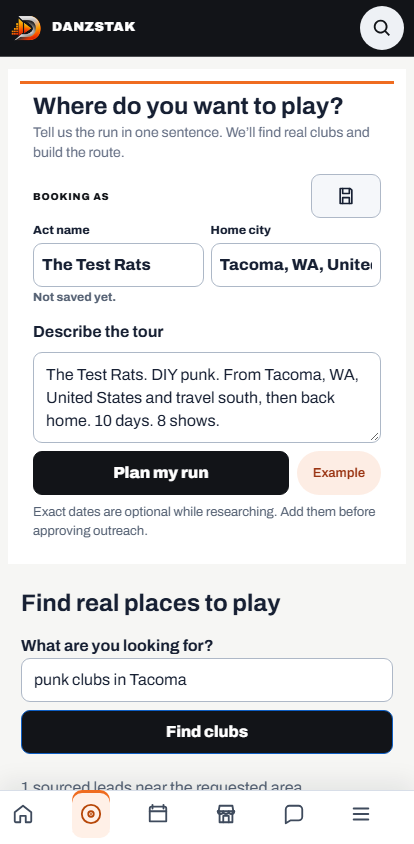 DANZSTAK
Where do you want to play?
Tell us the run in one sentence. We'll find real clubs and
build the route.
BOOKING AS
Act name
Home city
The Test Rats
Tacoma, WA, Unite
Not saved yet.
Describe the tour
The Test Rats. DIY punk. From Tacoma, WA,
United States and travel south, then back
home. 10 days. 8 shows.
Plan my run
Example
Exact dates are optional while researching. Add them before
approving outreach.
Find real places to play
What are you looking for?
punk clubs in Tacoma
Find clubs
1 sourced leads near the requested area